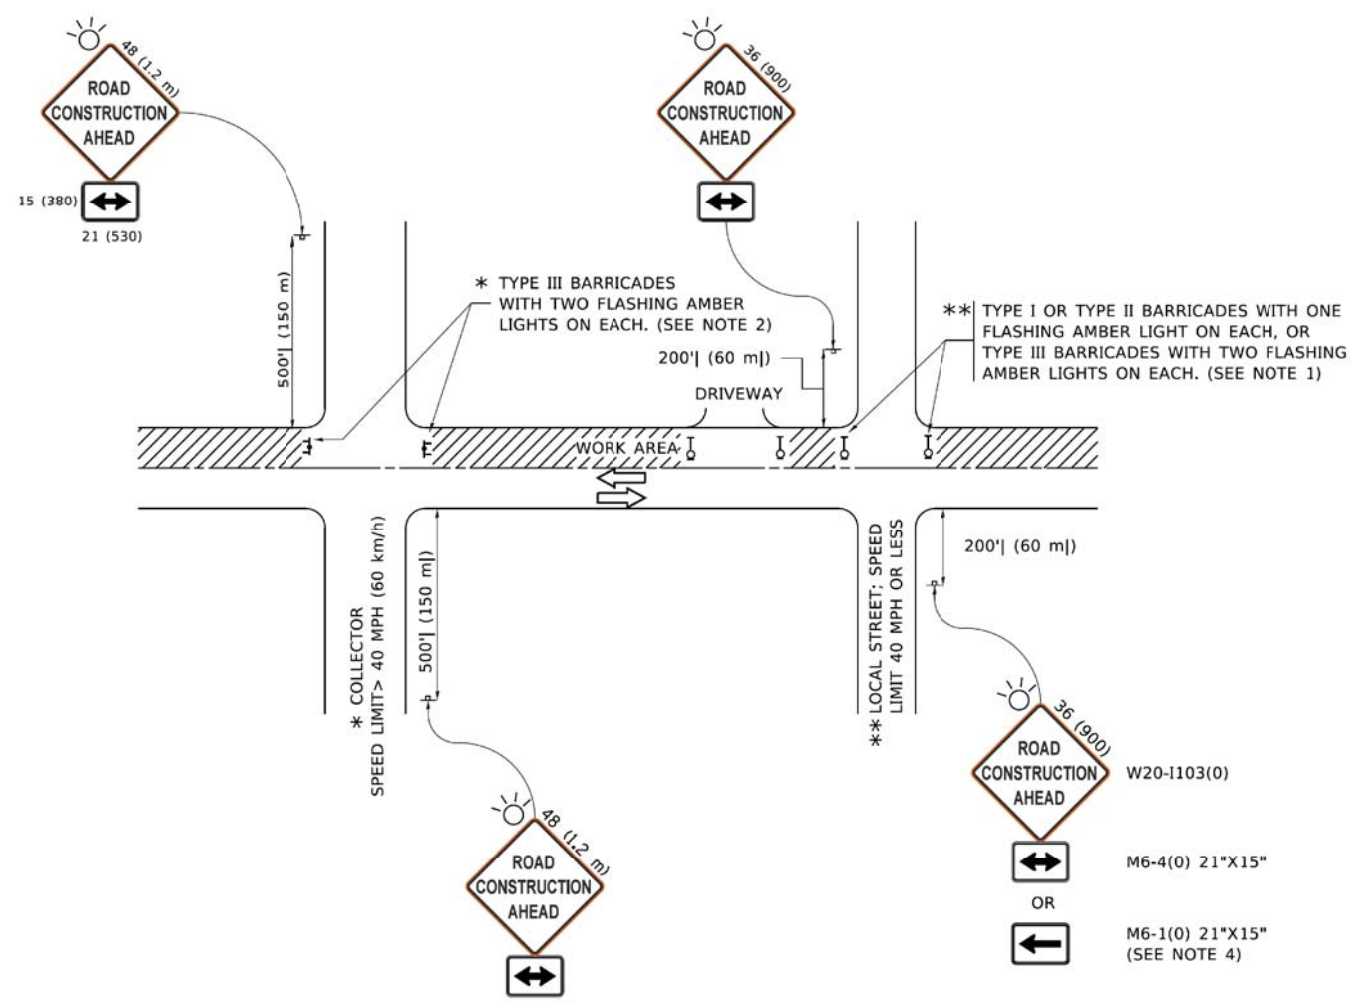 48 (1.2 m)
ROAD
CONSTRUCTION
AHEAD
15 (380)
21 (530)
36 (900)
ROAD
CONSTRUCTION
AHEAD
500'| (150 m)
* TYPE III BARRICADES
WITH TWO FLASHING AMBER
LIGHTS ON EACH. (SEE NOTE 2)
200'| (60 m|)
DRIVEWAY
** TYPE I OR TYPE II BARRICADES WITH ONE
FLASHING AMBER LIGHT ON EACH, OR
TYPE III BARRICADES WITH TWO FLASHING
AMBER LIGHTS ON EACH. (SEE NOTE 1)
WORK AREA
* COLLECTOR
SPEED LIMIT> 40 MPH (60 km/h)
500'| (150 m|)
** LOCAL STREET; SPEED
LIMIT 40 MPH OR LESS
200'| (60 m|)
48 (1.2 m)
ROAD
CONSTRUCTION
AHEAD
36 (900)
ROAD
CONSTRUCTION
AHEAD
W20-I103(0)
M6-4(0) 21"X15"
OR
M6-1(0) 21"X15"
(SEE NOTE 4)